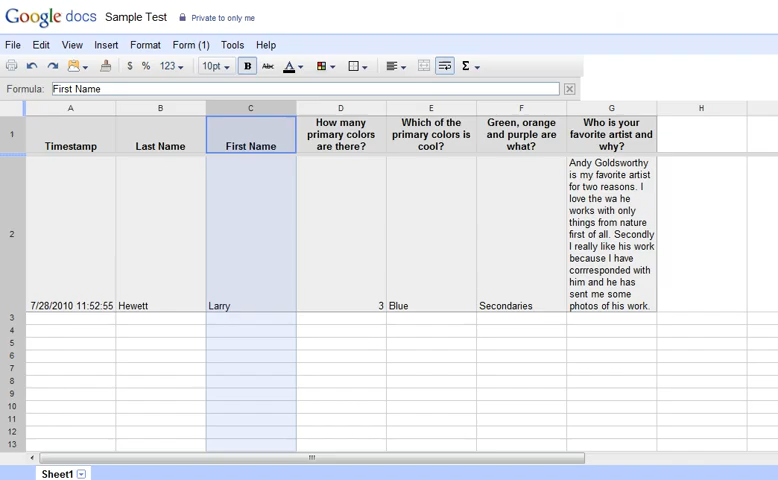 Google docs Sample Test Private to only me
File Edit View Insert Format Form (1) Tools Help
$ % 123 10pt B Abc A Σ
Formula: First Name
A B C D E F G H
1
Timestamp
Last Name
First Name
How many
primary colors
are there?
Which of the
primary colors is
cool?
Green, orange
and purple are
what?
Who is your
favorite artist and
why?
2
7/28/2010 11:52:55
Hewett
Larry
3
Blue
Secondaries
Andy Goldsworthy
is my favorite artist
for two reasons. I
love the wa he
works with only
things from nature
first of all. Secondly
I really like his work
because I have
corrresponded with
him and he has
sent me some
photos of his work.
3
4
5
6
7
8
9
10
11
12
13
Sheet1